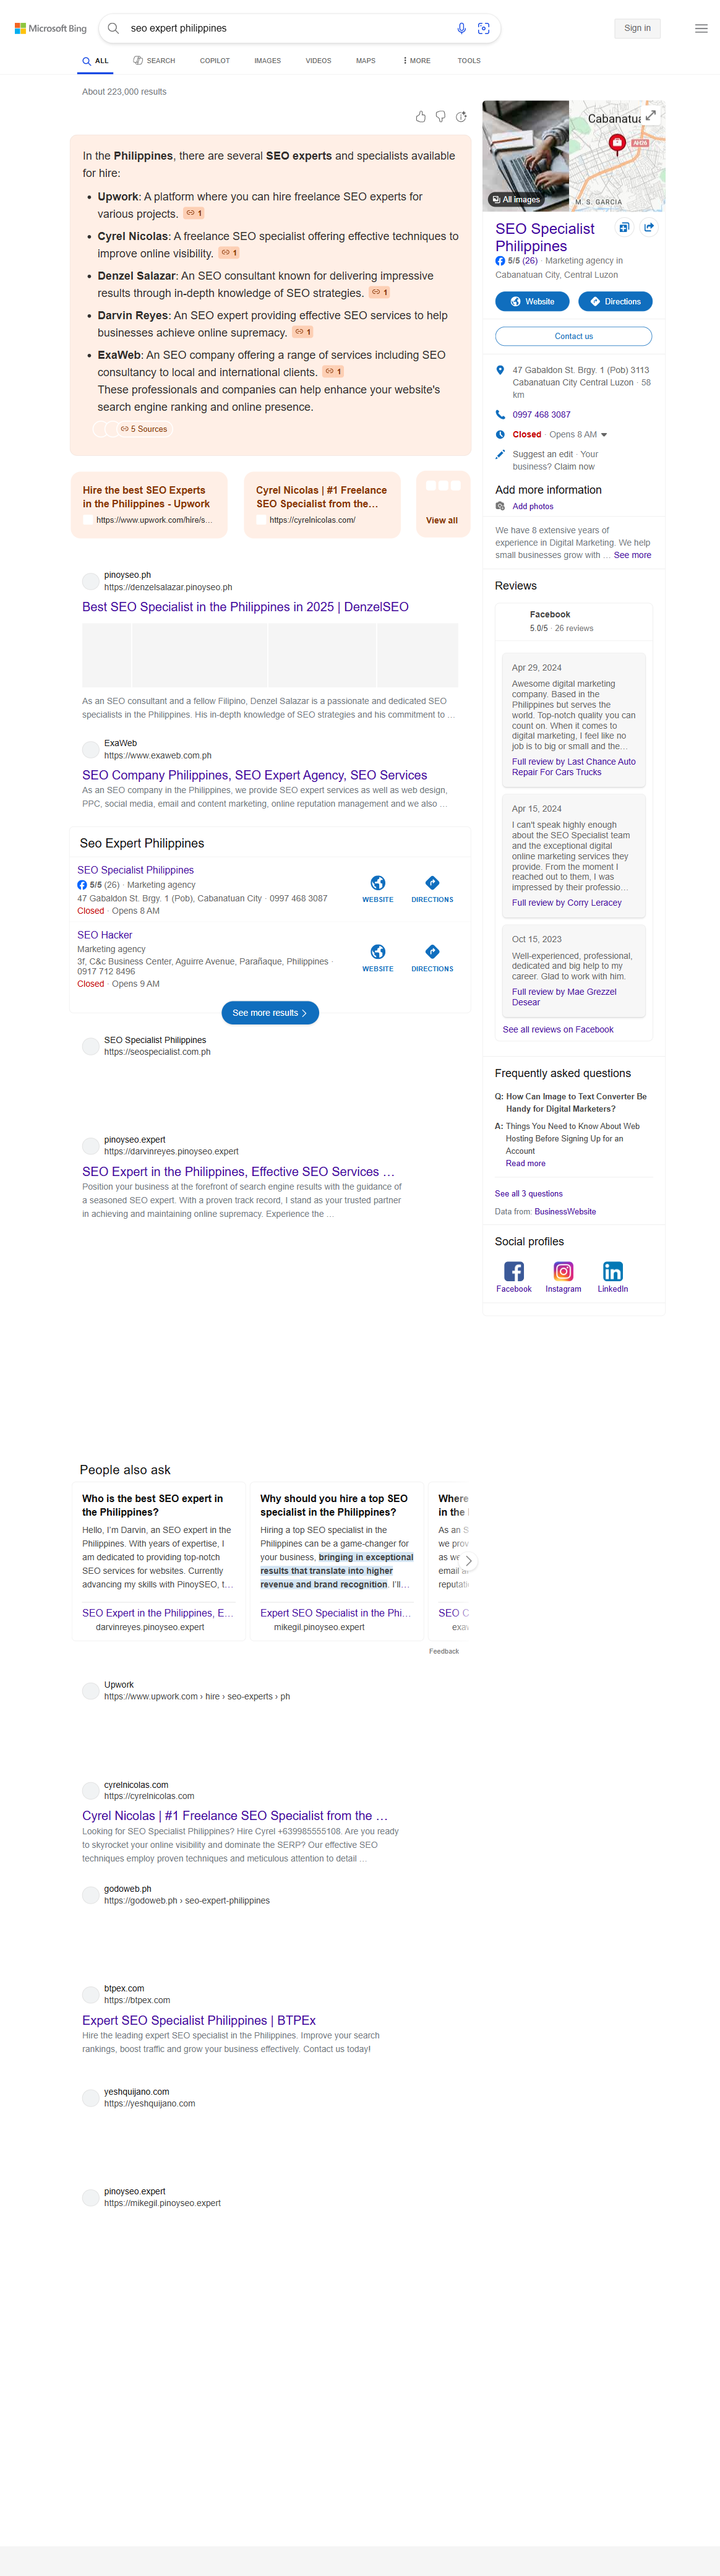 Microsoft Bing
seo expert philippines
Sign in
ALL
SEARCH
COPILOT
IMAGES
VIDEOS
MAPS
MORE
TOOLS
About 223,000 results
In the Philippines, there are several SEO experts and specialists available
for hire:
• Upwork: A platform where you can hire freelance SEO experts for
various projects. 1
• Cyrel Nicolas: A freelance SEO specialist offering effective techniques to
improve online visibility. 1
• Denzel Salazar: An SEO consultant known for delivering impressive
results through in-depth knowledge of SEO strategies. 1
• Darvin Reyes: An SEO expert providing effective SEO services to help
businesses achieve online supremacy. 1
• ExaWeb: An SEO company offering a range of services including SEO
consultancy to local and international clients. 1
These professionals and companies can help enhance your website's
search engine ranking and online presence.
5 Sources
Hire the best SEO Experts
in the Philippines - Upwork
https://www.upwork.com/hire/s...
Cyrel Nicolas | #1 Freelance
SEO Specialist from the…
https://cyrelnicolas.com/
View all
pinoyseo.ph
https://denzelsalazar.pinoyseo.ph
Best SEO Specialist in the Philippines in 2025 | DenzelSEO
As an SEO consultant and a fellow Filipino, Denzel Salazar is a passionate and dedicated SEO
specialists in the Philippines. His in-depth knowledge of SEO strategies and his commitment to …
ExaWeb
https://www.exaweb.com.ph
SEO Company Philippines, SEO Expert Agency, SEO Services
As an SEO company in the Philippines, we provide SEO expert services as well as web design,
PPC, social media, email and content marketing, online reputation management and we also …
Seo Expert Philippines
SEO Specialist Philippines
5/5 (26) · Marketing agency
47 Gabaldon St. Brgy. 1 (Pob), Cabanatuan City · 0997 468 3087
Closed · Opens 8 AM
WEBSITE
DIRECTIONS
SEO Hacker
Marketing agency
3f, C&c Business Center, Aguirre Avenue, Parañaque, Philippines ·
0917 712 8496
Closed · Opens 9 AM
WEBSITE
DIRECTIONS
See more results
SEO Specialist Philippines
https://seospecialist.com.ph
pinoyseo.expert
https://darvinreyes.pinoyseo.expert
SEO Expert in the Philippines, Effective SEO Services …
Position your business at the forefront of search engine results with the guidance of
a seasoned SEO expert. With a proven track record, I stand as your trusted partner
in achieving and maintaining online supremacy. Experience the …
People also ask
Who is the best SEO expert in
the Philippines?
Hello, I'm Darvin, an SEO expert in the
Philippines. With years of expertise, I
am dedicated to providing top-notch
SEO services for websites. Currently
advancing my skills with PinoySEO, t…
SEO Expert in the Philippines, E…
darvinreyes.pinoyseo.expert
Why should you hire a top SEO
specialist in the Philippines?
Hiring a top SEO specialist in the
Philippines can be a game-changer for
your business, bringing in exceptional
results that translate into higher
revenue and brand recognition. I'll…
Expert SEO Specialist in the Phi…
mikegil.pinoyseo.expert
Where
in the
As an S
we prov
as we
email a
reputati
SEO C
exa
Feedback
Upwork
https://www.upwork.com › hire › seo-experts › ph
cyrelnicolas.com
https://cyrelnicolas.com
Cyrel Nicolas | #1 Freelance SEO Specialist from the …
Looking for SEO Specialist Philippines? Hire Cyrel +639985555108. Are you ready
to skyrocket your online visibility and dominate the SERP? Our effective SEO
techniques employ proven techniques and meticulous attention to detail …
godoweb.ph
https://godoweb.ph › seo-expert-philippines
btpex.com
https://btpex.com
Expert SEO Specialist Philippines | BTPEx
Hire the leading expert SEO specialist in the Philippines. Improve your search
rankings, boost traffic and grow your business effectively. Contact us today!
yeshquijano.com
https://yeshquijano.com
pinoyseo.expert
https://mikegil.pinoyseo.expert
Cabanatua
AH26
M. S. GARCIA
All images
SEO Specialist
Philippines
5/5 (26) · Marketing agency in
Cabanatuan City, Central Luzon
Website
Directions
Contact us
47 Gabaldon St. Brgy. 1 (Pob) 3113
Cabanatuan City Central Luzon · 58
km
0997 468 3087
Closed · Opens 8 AM
Suggest an edit · Your
business? Claim now
Add more information
Add photos
We have 8 extensive years of
experience in Digital Marketing. We help
small businesses grow with … See more
Reviews
Facebook
5.0/5 · 26 reviews
Apr 29, 2024
Awesome digital marketing
company. Based in the
Philippines but serves the
world. Top-notch quality you can
count on. When it comes to
digital marketing, I feel like no
job is to big or small and the…
Full review by Last Chance Auto
Repair For Cars Trucks
Apr 15, 2024
I can't speak highly enough
about the SEO Specialist team
and the exceptional digital
online marketing services they
provide. From the moment I
reached out to them, I was
impressed by their professio…
Full review by Corry Leracey
Oct 15, 2023
Well-experienced, professional,
dedicated and big help to my
career. Glad to work with him.
Full review by Mae Grezzel
Desear
See all reviews on Facebook
Frequently asked questions
Q: How Can Image to Text Converter Be
Handy for Digital Marketers?
A: Things You Need to Know About Web
Hosting Before Signing Up for an
Account
Read more
See all 3 questions
Data from: BusinessWebsite
Social profiles
Facebook
Instagram
LinkedIn